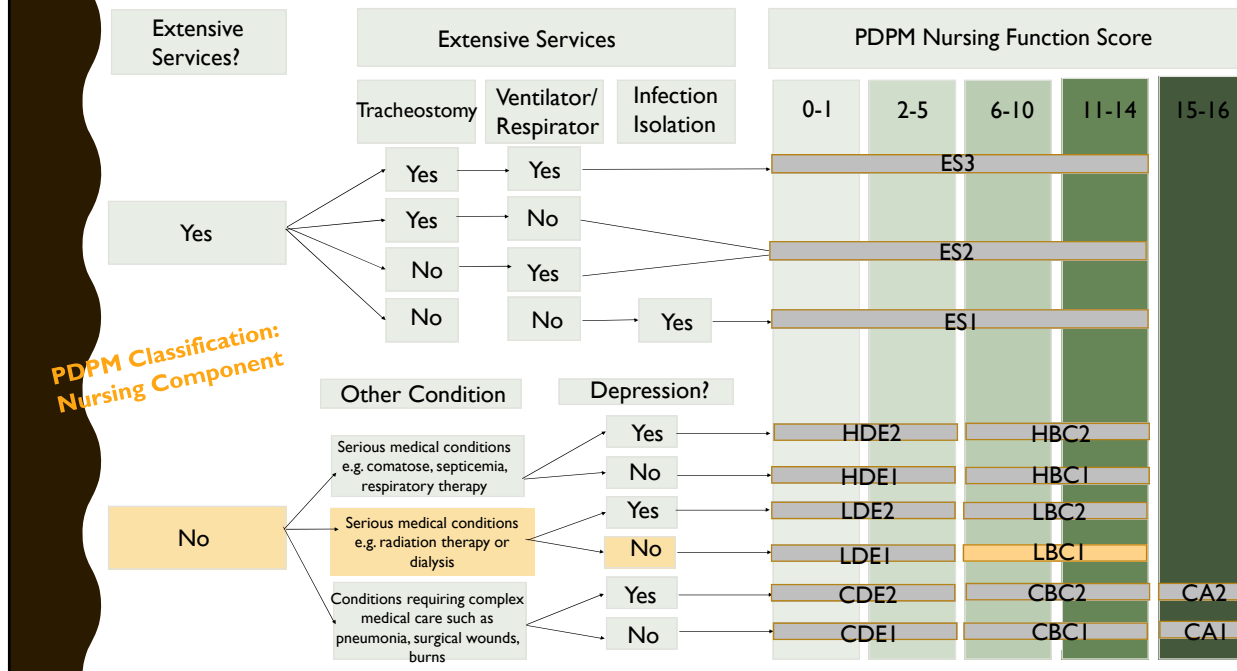 Extensive
Services?
Extensive Services
PDPM Nursing Function Score
Tracheostomy
Ventilator/
Respirator
Infection
Isolation
0-1
2-5
6-10
11-14
15-16
Yes
Yes
Yes
ES3
Yes
No
ES2
No
Yes
No
No
Yes
ES1
PDPM Classification:
Nursing Component
Other Condition
Depression?
No
Serious medical conditions
e.g. comatose, septicemia,
respiratory therapy
Yes
HDE2
HBC2
No
HDE1
HBC1
Serious medical conditions
e.g. radiation therapy or
dialysis
Yes
LDE2
LBC2
No
LDE1
LBC1
Conditions requiring complex
medical care such as
pneumonia, surgical wounds,
burns
Yes
CDE2
CBC2
CA2
No
CDE1
CBC1
CA1